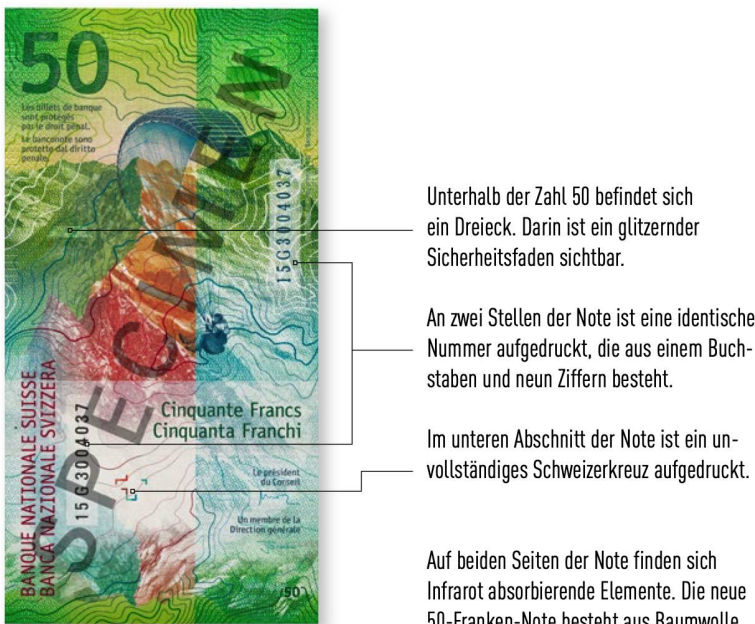 50
Les billets de banque
sont protégés
par le droit pénal.
Le banconote sono
protette dal diritto
penale.
SPECIMEN
15G3004037
BANQUE NATIONALE SUISSE
BANCA NAZIONALE SVIZZERA
15G3004037
Cinquante Francs
Cinquanta Franchi
Le président
du Conseil
Un membre de la
Direction générale
50
Unterhalb der Zahl 50 befindet sich
ein Dreieck. Darin ist ein glitzernder
Sicherheitsfaden sichtbar.
An zwei Stellen der Note ist eine identische
Nummer aufgedruckt, die aus einem Buch-
staben und neun Ziffern besteht.
Im unteren Abschnitt der Note ist ein un-
vollständiges Schweizerkreuz aufgedruckt.
Auf beiden Seiten der Note finden sich
Infrarot absorbierende Elemente. Die neue
50-Franken-Note besteht aus Baumwolle